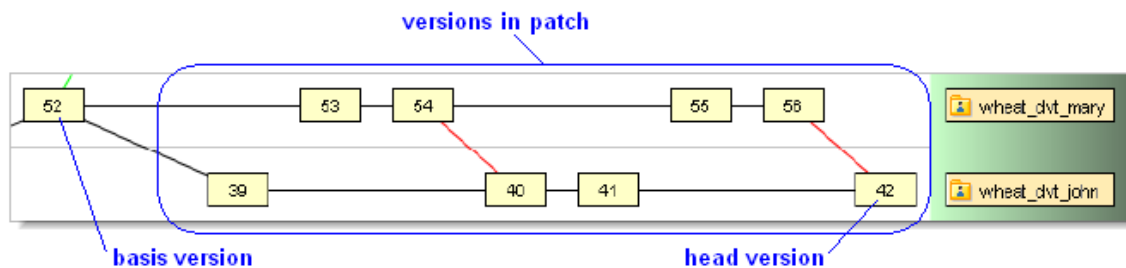 versions in patch
52 53 54 55 56 wheat_dvt_mary
39 40 41 42 wheat_dvt_john
basis version head version